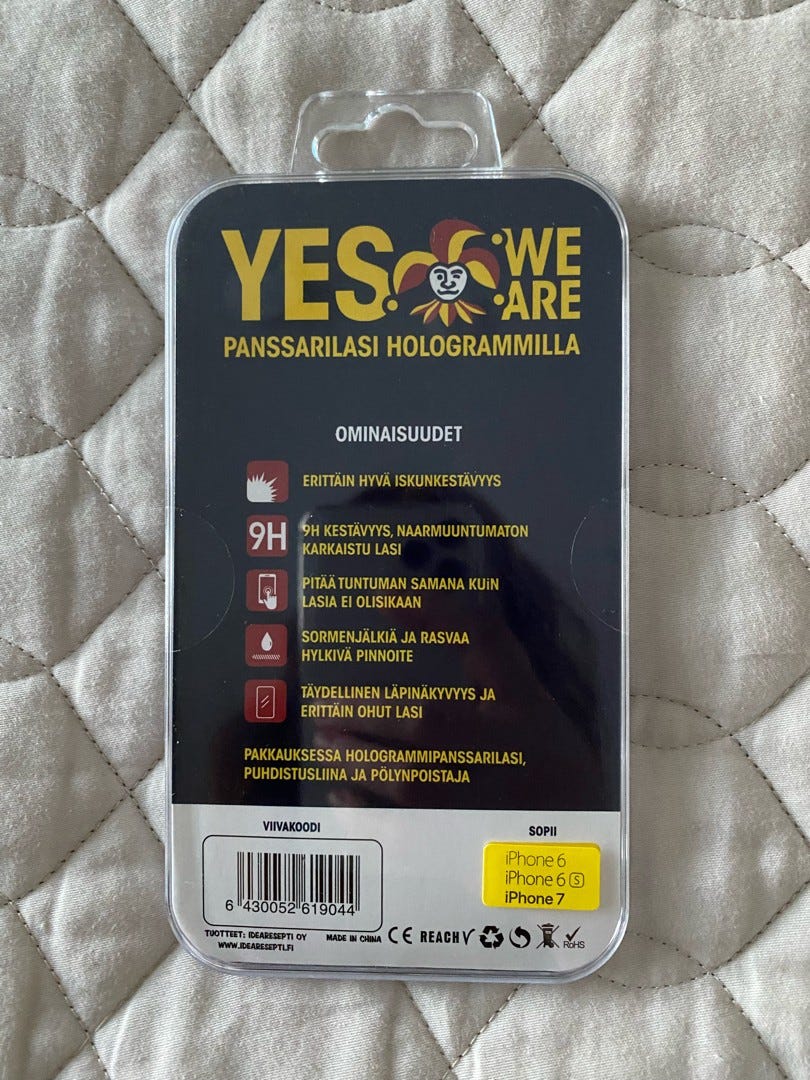 YES WE
ARE
PANSSARILASI HOLOGRAMMILLA
OMINAISUUDET
ERITTÄIN HYVÄ ISKUNKESTÄVYYS
9H
9H KESTÄVYYS, NAARMUUNTUMATON
KARKAISTU LASI
PITÄÄ TUNTUMAN SAMANA KUiN
LASIA EI OLISIKAAN
SORMENJÄLKIÄ JA RASVAA
HYLKIVÄ PINNOITE
TÄYDELLINEN LÄPINÄKYVYYS JA
ERITTÄIN OHUT LASI
PAKKAUKSESSA HOLOGRAMMIPANSSARILASI,
PUHDISTUSLIINA JA PÖLYNPOISTAJA
VIIVAKOODI
SOPII
iPhone 6
iPhone 6 S
iPhone 7
6 430052 619044
TUOTTEET: IDEARESEPTI OY
WWW.IDEARESEPTI.FI
MADE IN CHINA
CE REACH
RoHS